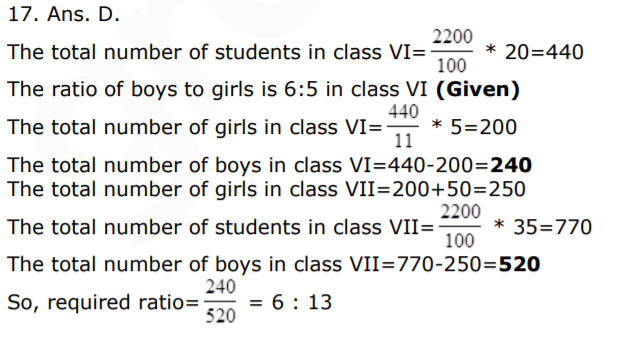 17. Ans. D.
The total number of students in class VI= 2200/100 * 20=440
The ratio of boys to girls is 6:5 in class VI (Given)
The total number of girls in class VI= 440/11 * 5=200
The total number of boys in class VI=440-200=240
The total number of girls in class VII=200+50=250
The total number of students in class VII= 2200/100 * 35=770
The total number of boys in class VII=770-250=520
So, required ratio= 240/520 = 6 : 13